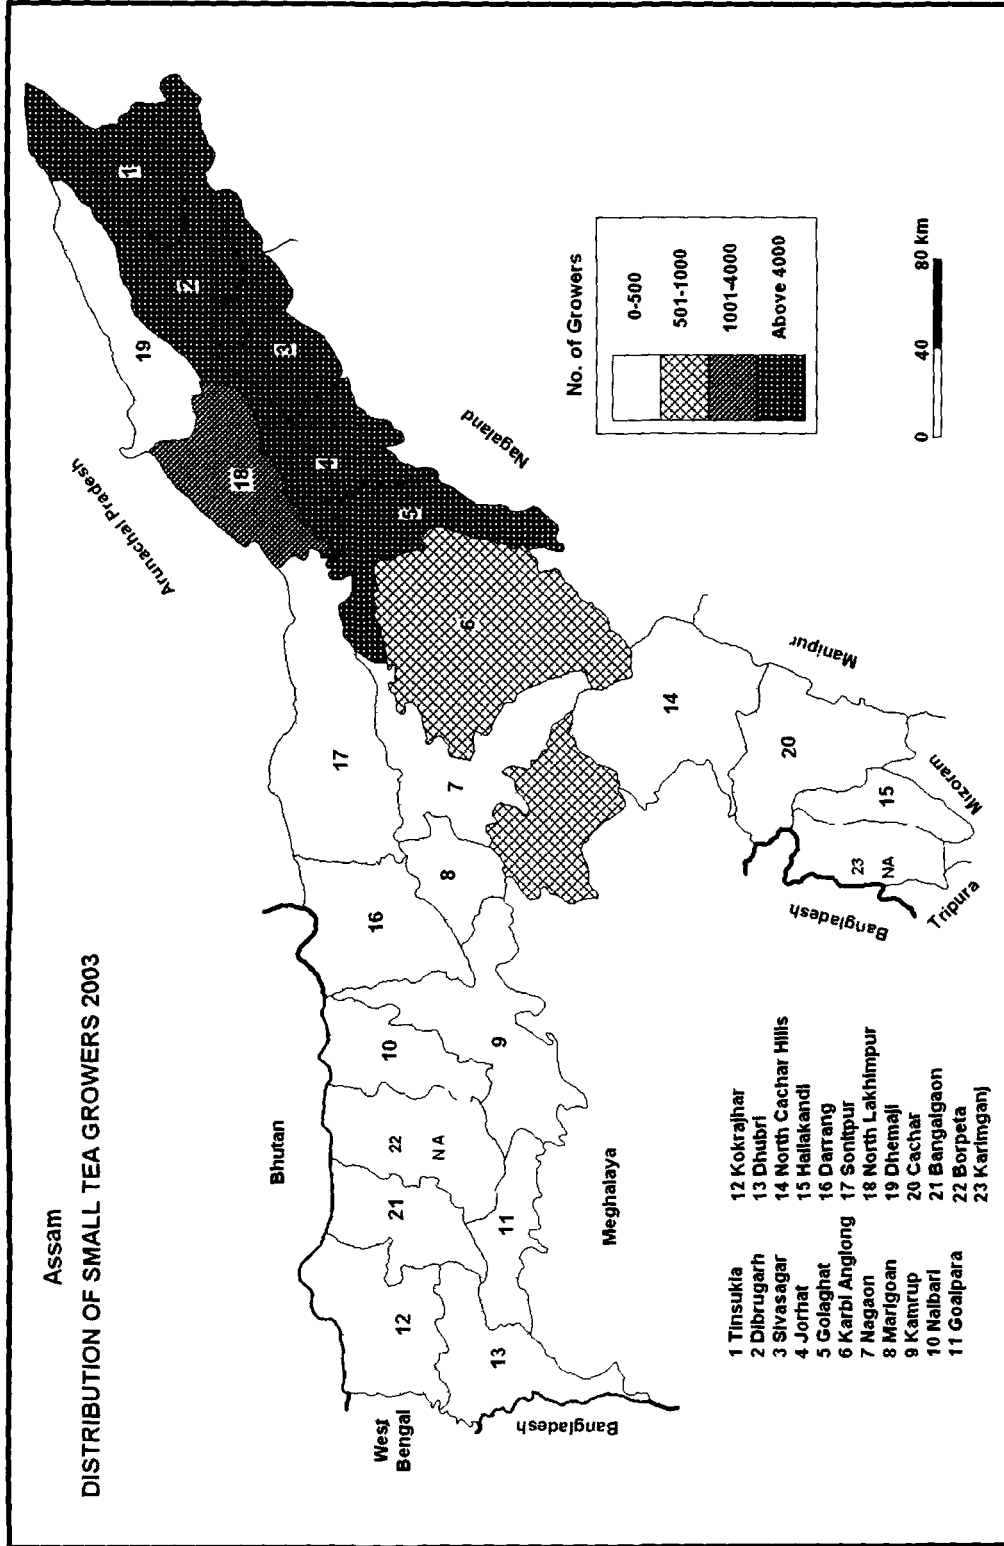 Assam
DISTRIBUTION OF SMALL TEA GROWERS 2003
Arunachal Pradesh
Bhutan
West
Bengal
Bangladesh
Meghalaya
Nagaland
Manipur
Mizoram
Tripura
Bangladesh
1
2
3
4
5
6
7
8
9
10
11
12
13
14
15
16
17
18
19
20
21
22
NA
23
NA
No. of Growers
0-500
501-1000
1001-4000
Above 4000
0 40 80 km
1 Tinsukia
2 Dibrugarh
3 Sivasagar
4 Jorhat
5 Golaghat
6 Karbi Anglong
7 Nagaon
8 Marigoan
9 Kamrup
10 Nalbari
11 Goalpara
12 Kokrajhar
13 Dhubri
14 North Cachar Hills
15 Hailakandi
16 Darrang
17 Sonitpur
18 North Lakhimpur
19 Dhemaji
20 Cachar
21 Bangaigaon
22 Borpeta
23 Karimganj